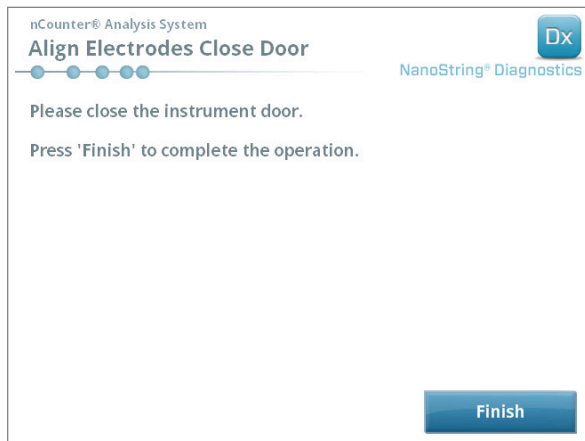 nCounter® Analysis System
Align Electrodes Close Door
Dx
NanoString® Diagnostics
Please close the instrument door.
Press 'Finish' to complete the operation.
Finish